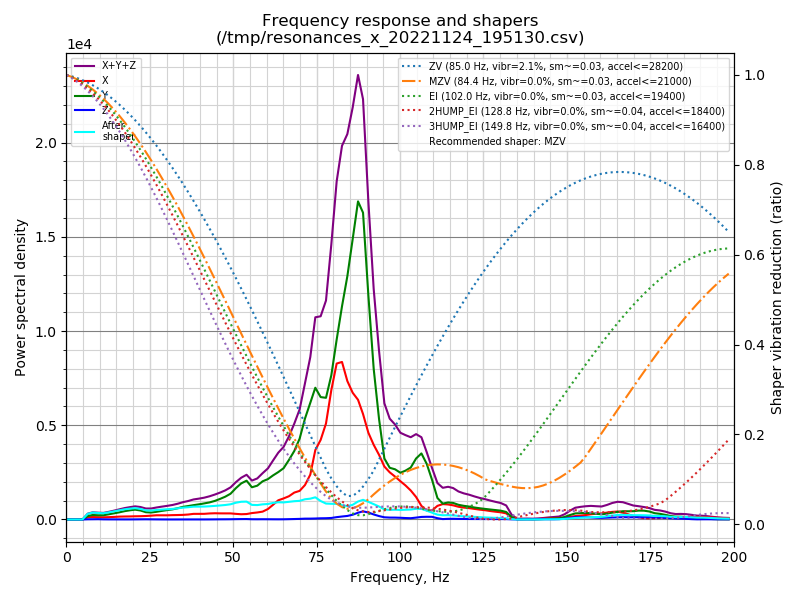 Frequency response and shapers
(/tmp/resonances_x_20221124_195130.csv)
1e4
X+Y+Z
X
Y
Z
After
shaper
ZV (85.0 Hz, vibr=2.1%, sm~=0.03, accel<=28200)
MZV (84.4 Hz, vibr=0.0%, sm~=0.03, accel<=21000)
EI (102.0 Hz, vibr=0.0%, sm~=0.03, accel<=19400)
2HUMP_EI (128.8 Hz, vibr=0.0%, sm~=0.04, accel<=18400)
3HUMP_EI (149.8 Hz, vibr=0.0%, sm~=0.04, accel<=16400)
Recommended shaper: MZV
Power spectral density
2.0
1.5
1.0
0.5
0.0
1.0
0.8
0.6
0.4
0.2
0.0
Shaper vibration reduction (ratio)
0 25 50 75 100 125 150 175 200
Frequency, Hz